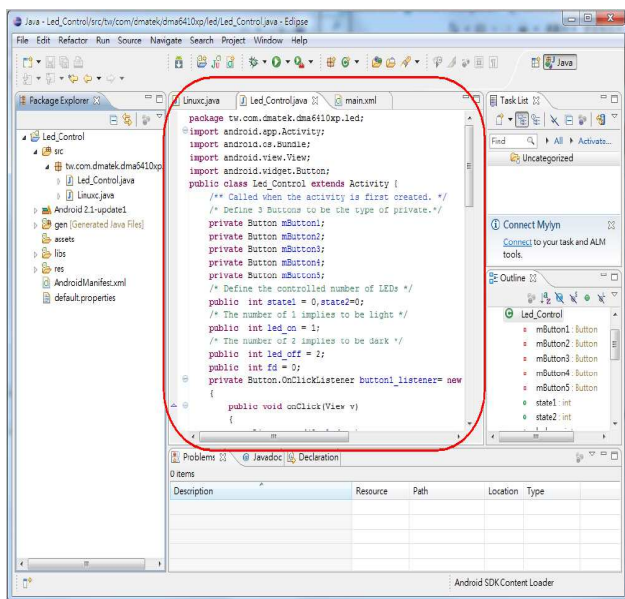 Java - Led_Control/src/tw/com/dmatek/dma6410xp/led/Led_Control.java - Eclipse
File Edit Refactor Run Source Navigate Search Project Window Help
Java
Package Explorer
Led_Control
src
tw.com.dmatek.dma6410xp
Led_Control.java
Linuxc.java
Android 2.1-update1
gen [Generated Java Files]
assets
libs
res
AndroidManifest.xml
default.properties
Linuxc.java Led_Control.java main.xml
package tw.com.dmatek.dma6410xp.led;
import android.app.Activity;
import android.os.Bundle;
import android.view.View;
import android.widget.Button;
public class Led_Control extends Activity {
/** Called when the activity is first created. */
/* Define 3 Buttons to be the type of private.*/
private Button mButton1;
private Button mButton2;
private Button mButton3;
private Button mButton4;
private Button mButton5;
/* Define the controlled number of LEDs */
public int state1 = 0,state2=0;
/* The number of 1 implies to be light */
public int led_on = 1;
/* The number of 2 implies to be dark */
public int led_off = 2;
public int fd = 0;
private Button.OnClickListener button1_listener= new
{
public void onClick(View v)
{
Task List
Find All Activate...
Uncategorized
Connect Mylyn
Connect to your task and ALM
tools.
Outline
Led_Control
mButton1 : Button
mButton2 : Button
mButton3 : Button
mButton4 : Button
mButton5 : Button
state1 : int
state2 : int
Problems Javadoc Declaration
0 items
Description Resource Path Location Type
Android SDK Content Loader